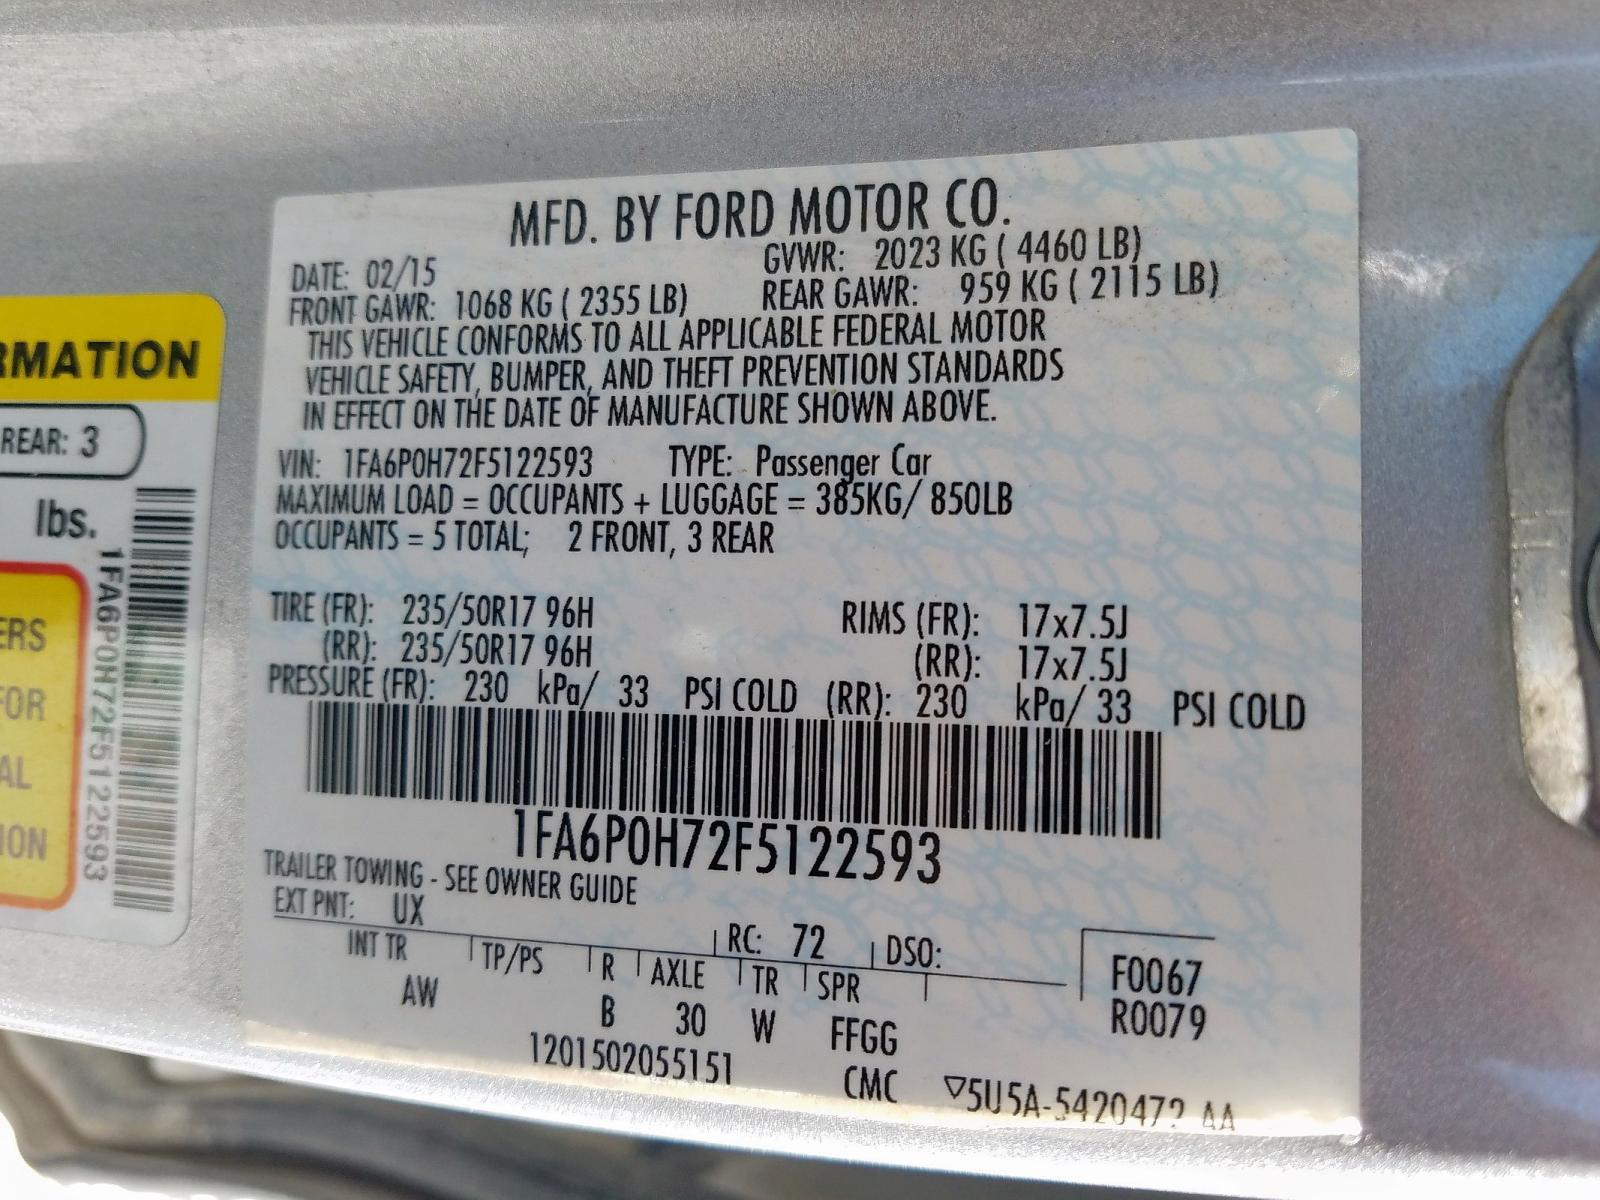 MFD. BY FORD MOTOR CO.
DATE: 02/15 GVWR: 2023 KG ( 4460 LB)
FRONT GAWR: 1068 KG ( 2355 LB) REAR GAWR: 959 KG ( 2115 LB)
THIS VEHICLE CONFORMS TO ALL APPLICABLE FEDERAL MOTOR
VEHICLE SAFETY, BUMPER, AND THEFT PREVENTION STANDARDS
IN EFFECT ON THE DATE OF MANUFACTURE SHOWN ABOVE.
VIN: 1FA6P0H72F5122593 TYPE: Passenger Car
MAXIMUM LOAD = OCCUPANTS + LUGGAGE = 385KG/ 850LB
OCCUPANTS = 5 TOTAL; 2 FRONT, 3 REAR
TIRE (FR): 235/50R17 96H RIMS (FR): 17x7.5J
(RR): 235/50R17 96H (RR): 17x7.5J
PRESSURE (FR): 230 kPa/ 33 PSI COLD (RR): 230 kPa/ 33 PSI COLD
1FA6P0H72F5122593
TRAILER TOWING - SEE OWNER GUIDE
EXT PNT: UX RC: 72 DSO:
INT TR TP/PS R AXLE TR SPR F0067
AW B 30 W FFGG R0079
1201502055151 CMC ▽5U5A-5420472 AA
RMATION
REAR: 3
lbs.
1FA6P0H72F5122593
ERS
FOR
AL
ION